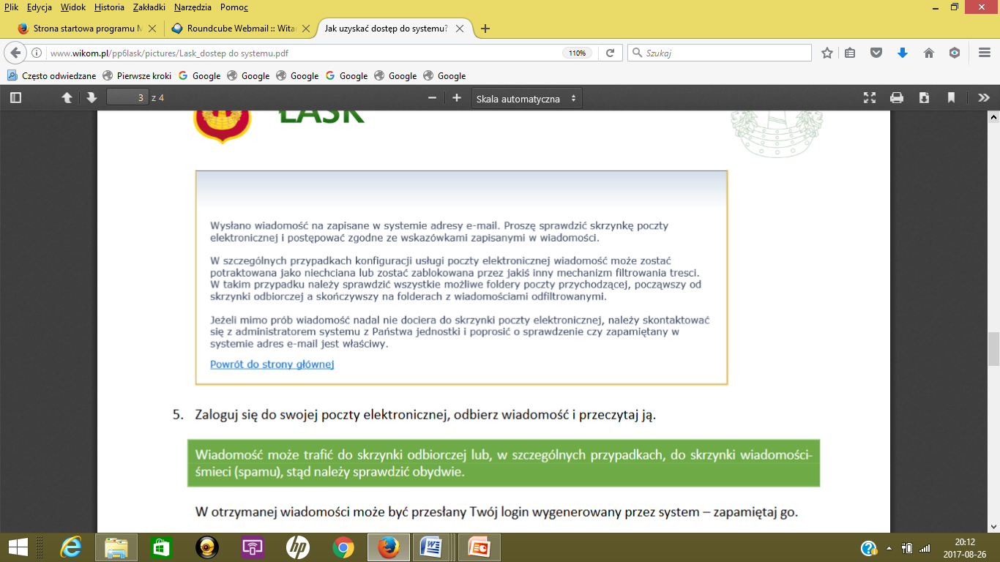 Plik Edycja Widok Historia Zakładki Narzędzia Pomoc
Strona startowa programu M
Roundcube Webmail :: Wita
Jak uzyskać dostęp do systemu?
www.wikom.pl/pp6lask/pictures/Lask_dostep do systemu.pdf
110%
Szukaj
Często odwiedzane Pierwsze kroki Google Google Google Google Google Google
3 z 4
Skala automatyczna
ŁASK
Wysłano wiadomość na zapisane w systemie adresy e-mail. Proszę sprawdzić skrzynkę poczty
elektronicznej i postępować zgodne ze wskazówkami zapisanymi w wiadomości.
W szczególnych przypadkach konfiguracji usługi poczty elektronicznej wiadomość może zostać
potraktowana jako niechciana lub zostać zablokowana przez jakiś inny mechanizm filtrowania tresci.
W takim przypadku należy sprawdzić wszystkie możliwe foldery poczty przychodzącej, począwszy od
skrzynki odbiorczej a skończywszy na folderach z wiadomościami odfiltrowanymi.
Jeżeli mimo prób wiadomość nadal nie dociera do skrzynki poczty elektronicznej, należy skontaktować
się z administratorem systemu z Państwa jednostki i poprosić o sprawdzenie czy zapamiętany w
systemie adres e-mail jest właściwy.
Powrót do strony głównej
5. Zaloguj się do swojej poczty elektronicznej, odbierz wiadomość i przeczytaj ją.
Wiadomość może trafić do skrzynki odbiorczej lub, w szczególnych przypadkach, do skrzynki wiadomości-
śmieci (spamu), stąd należy sprawdzić obydwie.
W otrzymanej wiadomości może być przesłany Twój login wygenerowany przez system – zapamiętaj go.
20:12
2017-08-26